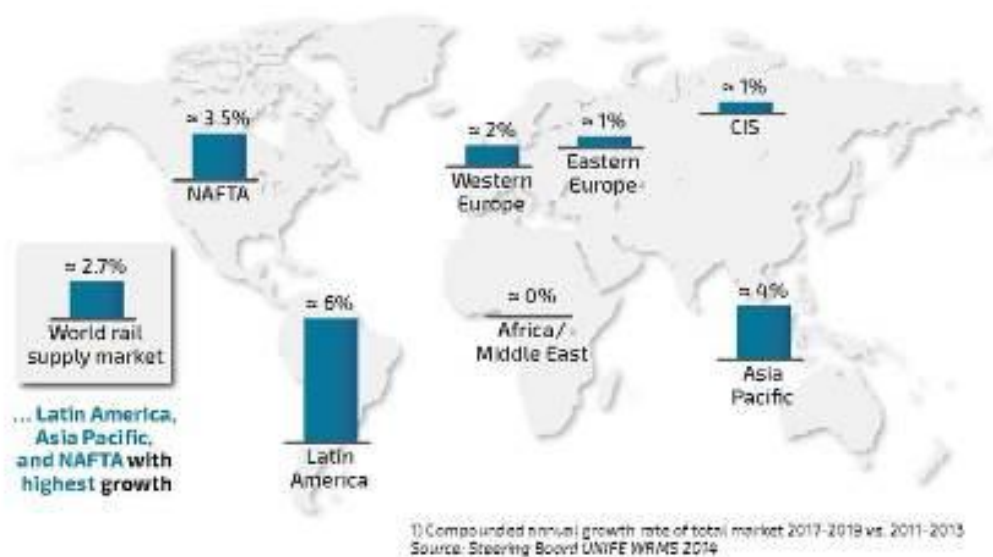 ≈ 3.5%
NAFTA
≈ 2%
Western
Europe
≈ 1%
Eastern
Europe
≈ 1%
CIS
≈ 2.7%
World rail
supply market
≈ 6%
Latin
America
≈ 0%
Africa/
Middle East
≈ 4%
Asia
Pacific
... Latin America,
Asia Pacific,
and NAFTA with
highest growth
1) Compounded annual growth rate of total market 2017-2019 vs. 2011-2013
Source: Steering Board UNIFE WRMS 2014